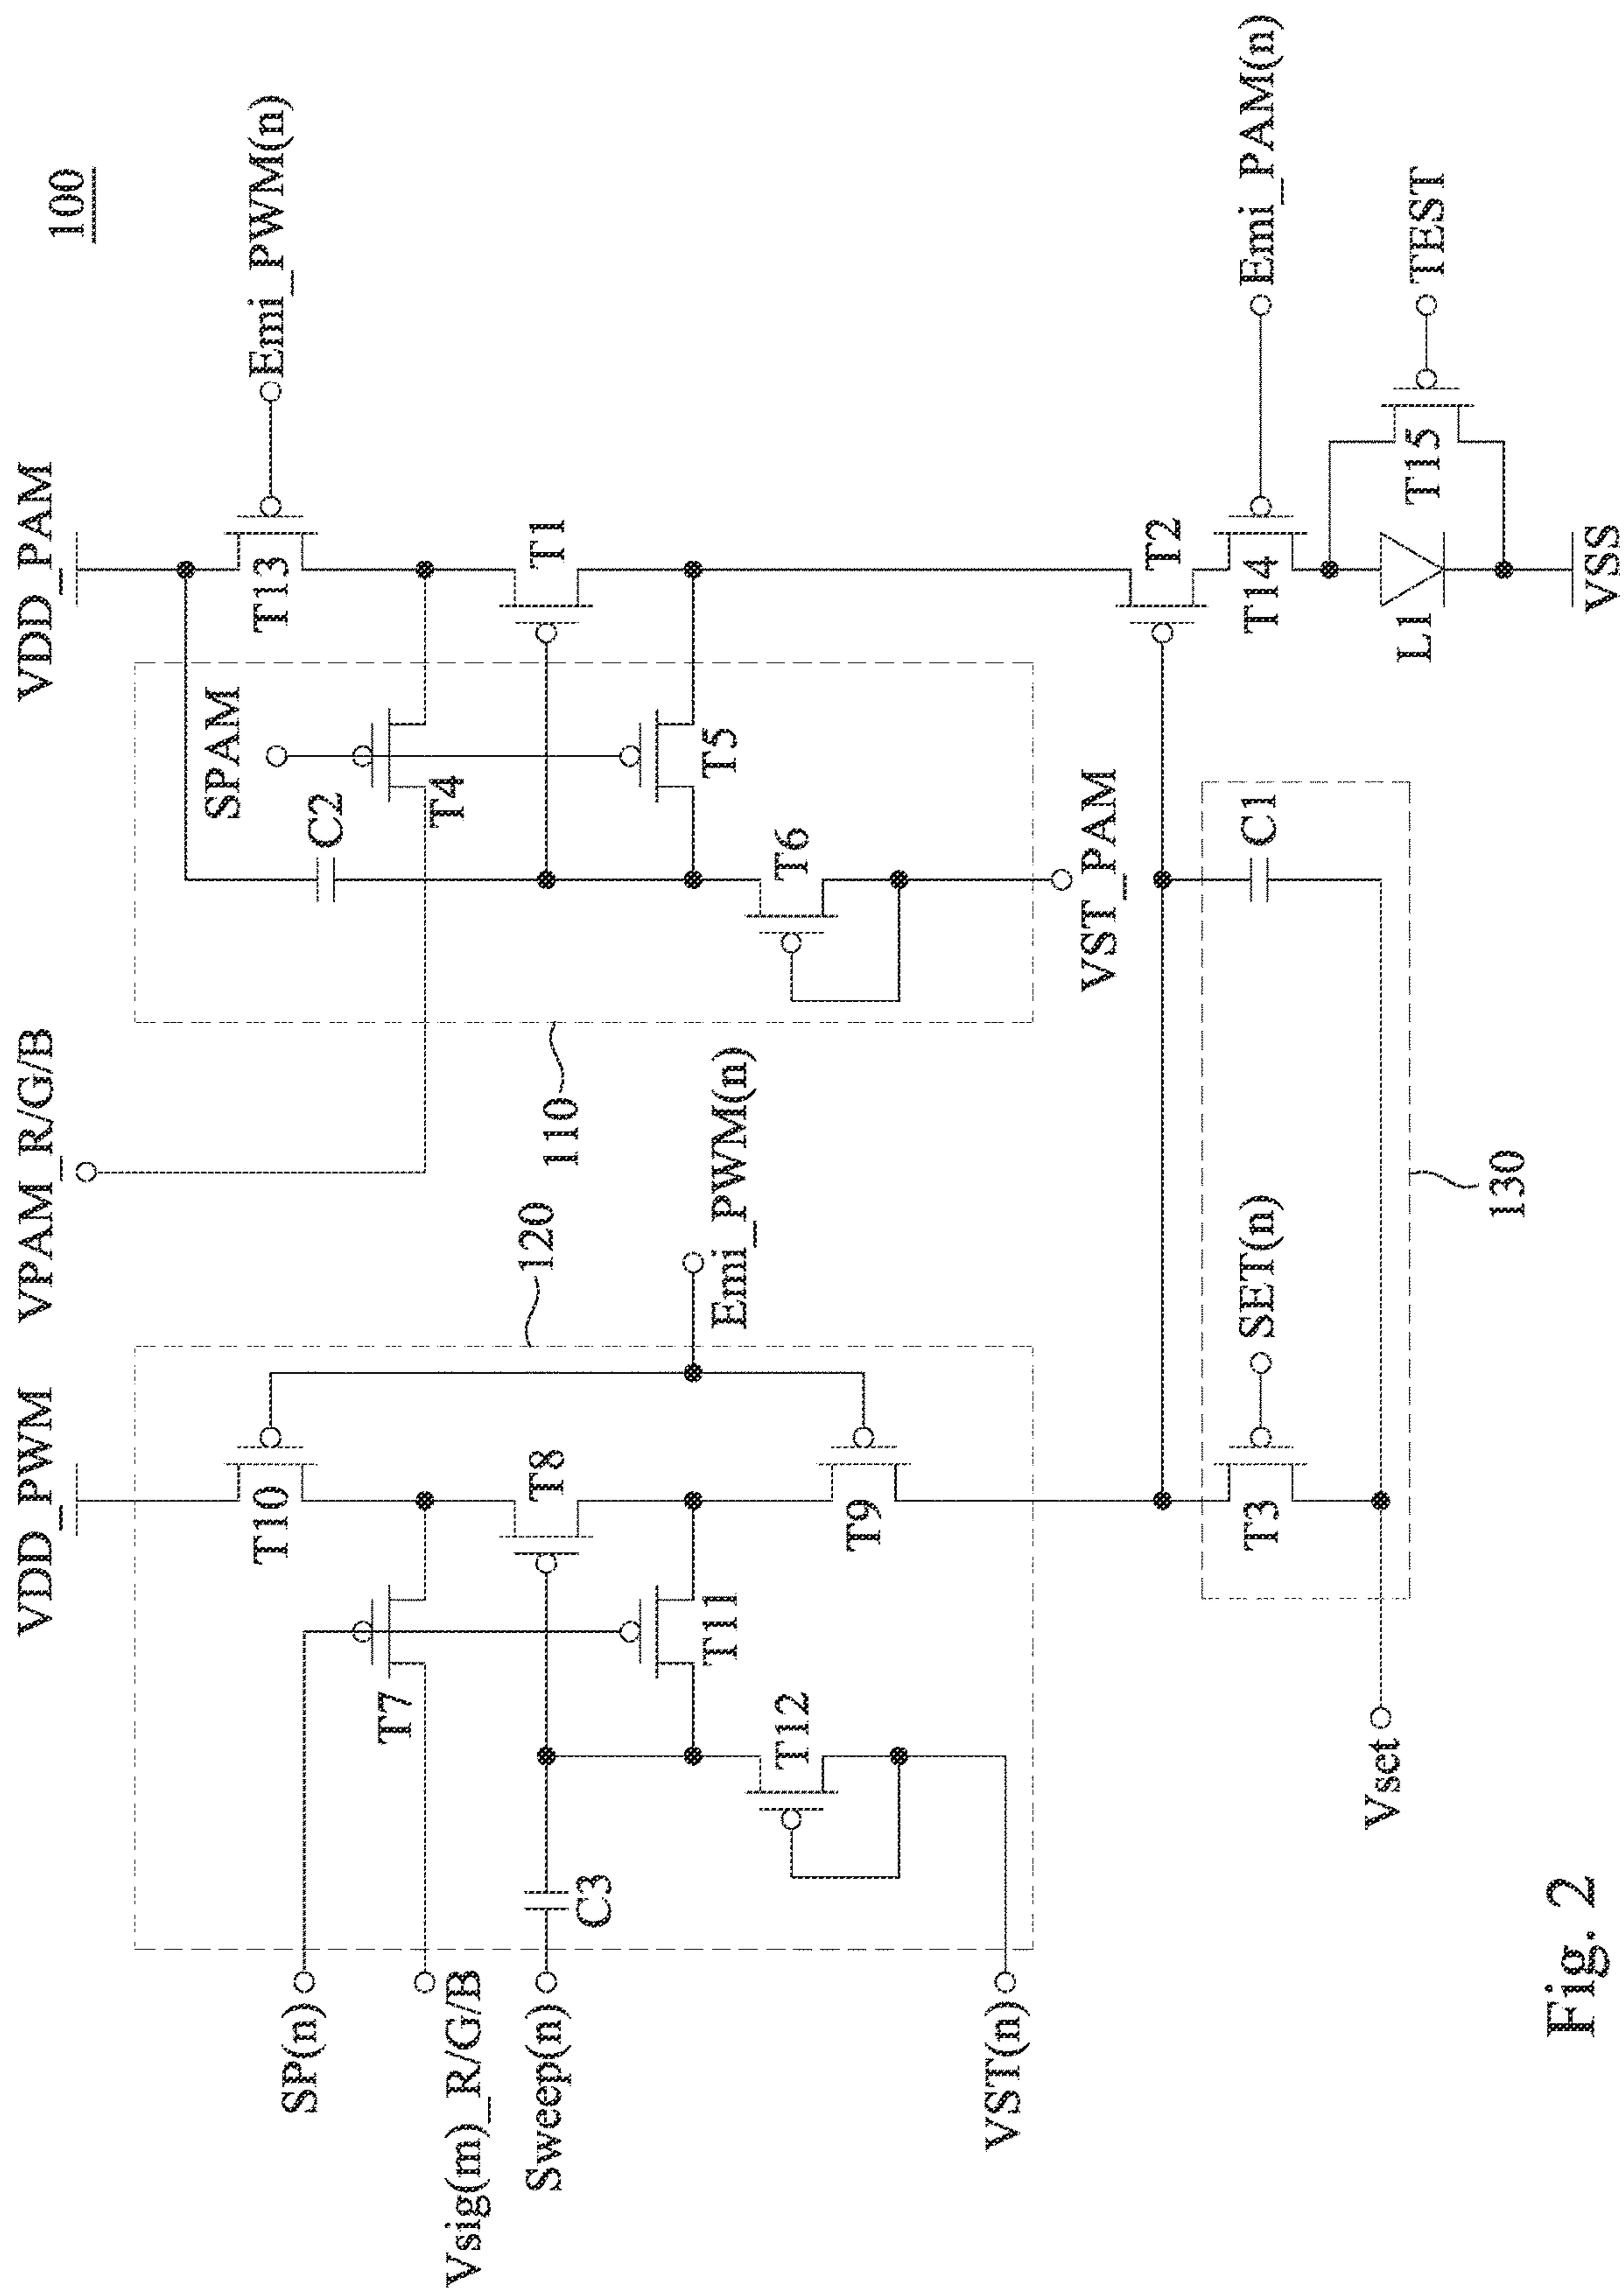 100
VDD_PWM
VPAM_R/G/B
VDD_PAM
SPAM
T10
T13
Emi_PWM(n)
C2
SP(n)
T7
T4
Vsig(m)_R/G/B
120
110
T8
T1
Sweep(n)
C3
T11
T5
Emi_PWM(n)
T12
T6
T9
VST(n)
VST_PAM
T2
T3
SET(n)
C1
T14
Emi_PAM(n)
Vset
L1
T15
TEST
130
VSS
Fig. 2